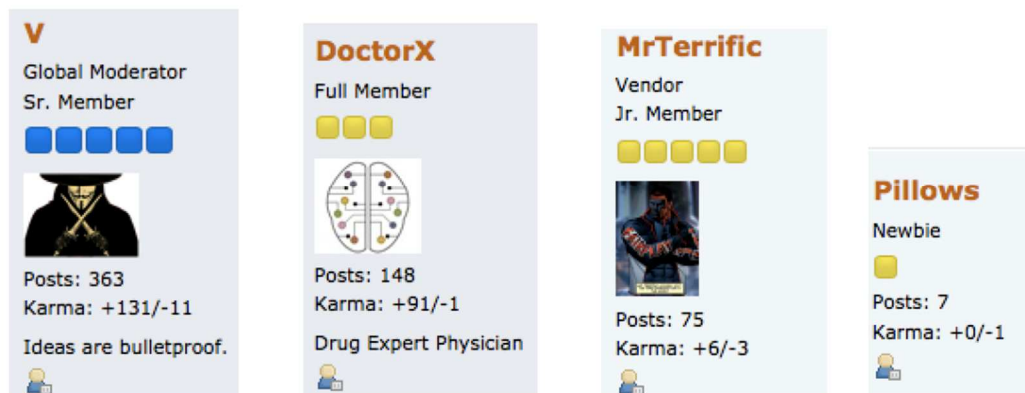 V
Global Moderator
Sr. Member
Posts: 363
Karma: +131/-11
Ideas are bulletproof.
DoctorX
Full Member
Posts: 148
Karma: +91/-1
Drug Expert Physician
MrTerrific
Vendor
Jr. Member
Posts: 75
Karma: +6/-3
Pillows
Newbie
Posts: 7
Karma: +0/-1